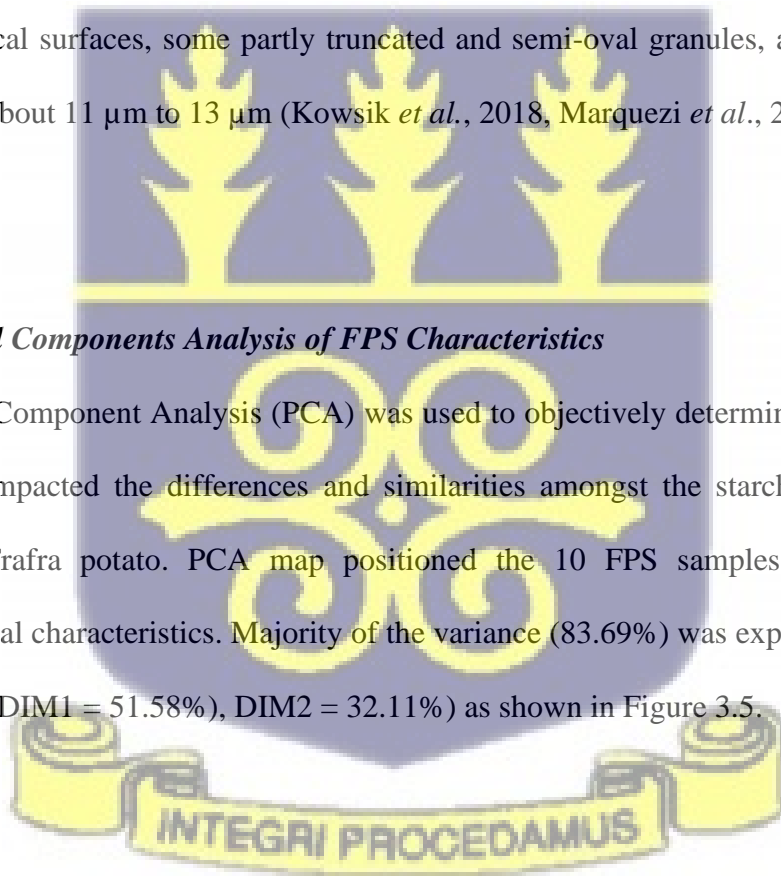 cal surfaces, some partly truncated and semi-oval granules, a
bout 11 µm to 13 µm (Kowsik et al., 2018, Marquezi et al., 2
l Components Analysis of FPS Characteristics
Component Analysis (PCA) was used to objectively determin
mpacted the differences and similarities amongst the starcl
rafra potato. PCA map positioned the 10 FPS samples
al characteristics. Majority of the variance (83.69%) was exp
DIM1 = 51.58%), DIM2 = 32.11%) as shown in Figure 3.5.
INTEGRI PROCEDAMUS